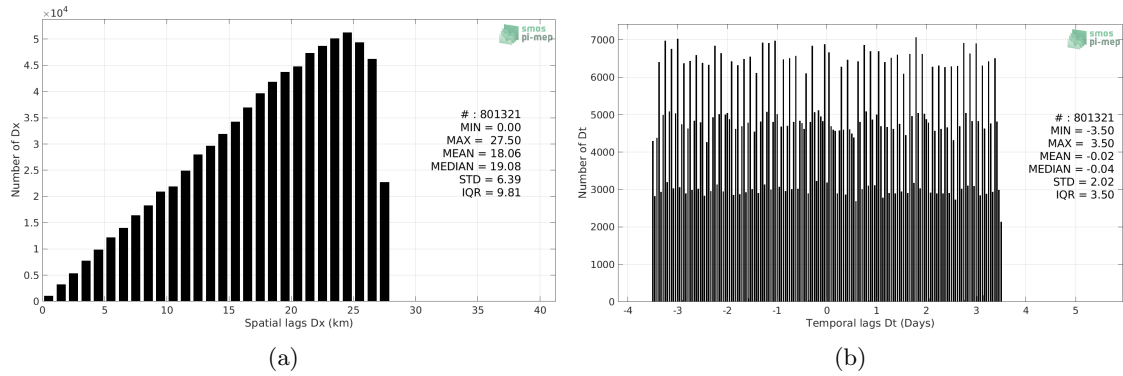 ×10⁴
5
4.5
4
3.5
3
2.5
2
1.5
1
0.5
0
Number of Dx
smos
pi-mep
# : 801321
MIN = 0.00
MAX = 27.50
MEAN = 18.06
MEDIAN = 19.08
STD = 6.39
IQR = 9.81
0 5 10 15 20 25 30 35 40
Spatial lags Dx (km)
(a)
7000
6000
5000
4000
3000
2000
1000
0
Number of Dt
smos
pi-mep
# : 801321
MIN = -3.50
MAX = 3.50
MEAN = -0.02
MEDIAN = -0.04
STD = 2.02
IQR = 3.50
-4 -3 -2 -1 0 1 2 3 4 5
Temporal lags Dt (Days)
(b)